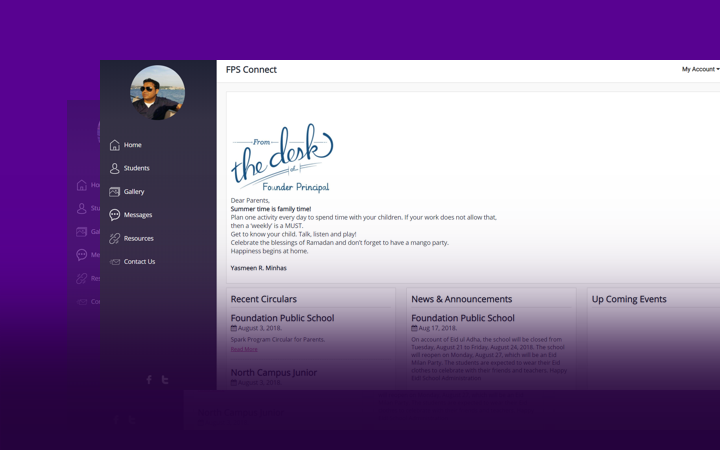 FPS Connect
My Account
Home
Students
Gallery
Messages
Resources
Contact Us
From
the desk
of
Founder Principal
Dear Parents,
Summer time is family time!
Plan one activity every day to spend time with your children. If your work does not allow that,
then a 'weekly' is a MUST.
Get to know your child. Talk, listen and play!
Celebrate the blessings of Ramadan and don't forget to have a mango party.
Happiness begins at home.
Yasmeen R. Minhas
Recent Circulars
Foundation Public School
August 3, 2018.
Spark Program Circular for Parents.
Read More
North Campus Junior
August 3, 2018
News & Announcements
Foundation Public School
Aug 17, 2018.
On account of Eid ul Adha, the school will be closed from
Tuesday, August 21 to Friday, August 24, 2018. The school
will reopen on Monday, August 27, which will be an Eid
Milan Party. The students are expected to wear their Eid
clothes to celebrate with their friends and teachers. Happy
Up Coming Events